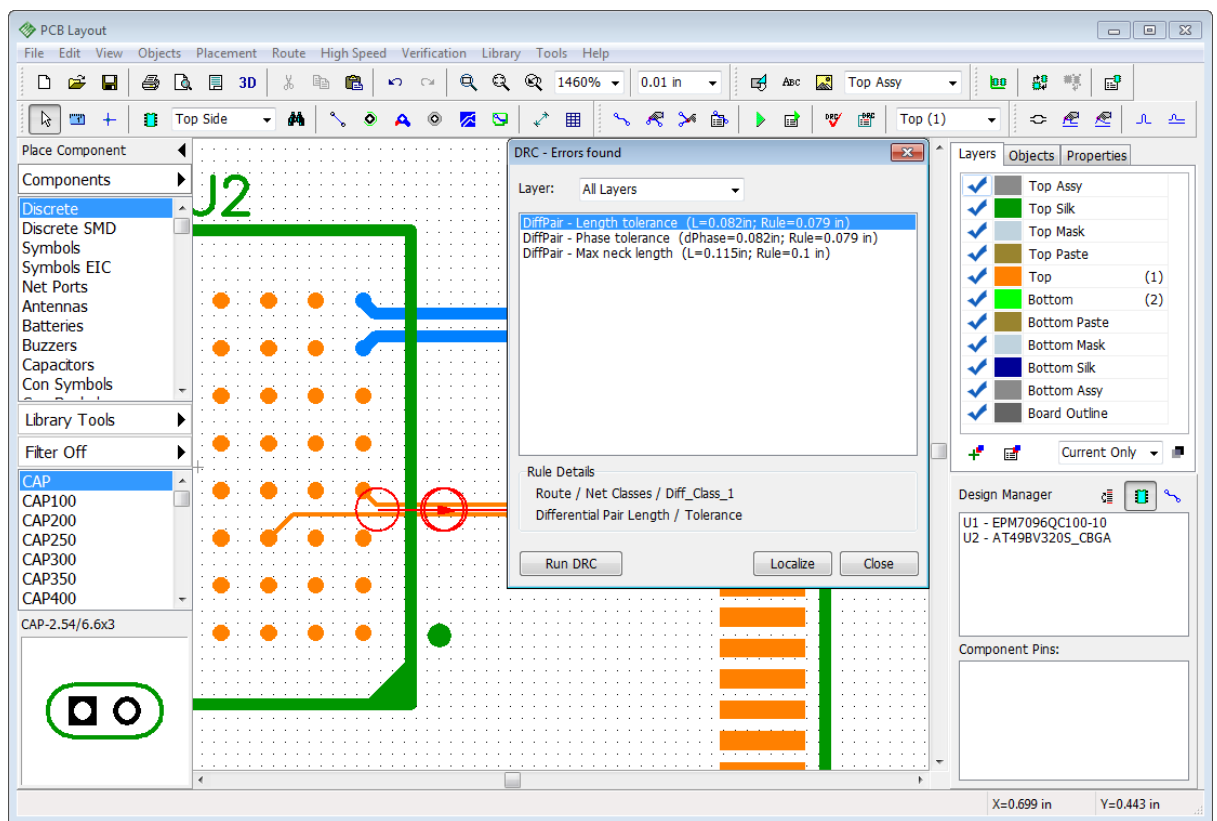 PCB Layout
File Edit View Objects Placement Route High Speed Verification Library Tools Help
3D 1460% 0.01 in ABC Top Assy
Top Side DRC DRC Top (1)
Place Component
Components
Discrete
Discrete SMD
Symbols
Symbols EIC
Net Ports
Antennas
Batteries
Buzzers
Capacitors
Con Symbols
Library Tools
Filter Off
CAP
CAP100
CAP200
CAP250
CAP300
CAP350
CAP400
CAP-2.54/6.6x3
U2
DRC - Errors found
Layer: All Layers
DiffPair - Length tolerance (L=0.082in; Rule=0.079 in)
DiffPair - Phase tolerance (dPhase=0.082in; Rule=0.079 in)
DiffPair - Max neck length (L=0.115in; Rule=0.1 in)
Rule Details
Route / Net Classes / Diff_Class_1
Differential Pair Length / Tolerance
Run DRC Localize Close
Layers Objects Properties
Top Assy
Top Silk
Top Mask
Top Paste
Top (1)
Bottom (2)
Bottom Paste
Bottom Mask
Bottom Silk
Bottom Assy
Board Outline
Current Only
Design Manager
U1 - EPM7096QC100-10
U2 - AT49BV320S_CBGA
Component Pins:
X=0.699 in Y=0.443 in